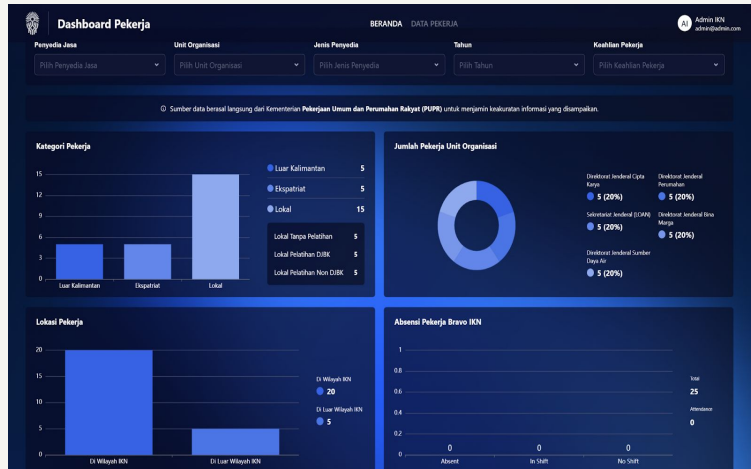 Dashboard Pekerja
BERANDA DATA PEKERJA
AI
Admin IKN
admin@admin.com
Penyedia Jasa
Unit Organisasi
Jenis Penyedia
Tahun
Keahlian Pekerja
Pilih Penyedia Jasa
Pilih Unit Organisasi
Pilih Jenis Penyedia
Pilih Tahun
Pilih Keahlian Pekerja
Sumber data berasal langsung dari Kementerian Pekerjaan Umum dan Perumahan Rakyat (PUPR) untuk menjamin keakuratan informasi yang disampaikan.
Kategori Pekerja
15
12
9
6
3
0
Luar Kalimantan
Ekspatriat
Lokal
Luar Kalimantan 5
Ekspatriat 5
Lokal 15
Lokal Tanpa Pelatihan 5
Lokal Pelatihan DJBK 5
Lokal Pelatihan Non DJBK 5
Jumlah Pekerja Unit Organisasi
Direktorat Jenderal Cipta
Karya
5 (20%)
Direktorat Jenderal
Perumahan
5 (20%)
Sekretariat Jenderal (LOAN)
5 (20%)
Direktorat Jenderal Bina
Marga
5 (20%)
Direktorat Jenderal Sumber
Daya Air
5 (20%)
Lokasi Pekerja
20
15
10
5
0
Di Wilayah IKN
Di Luar Wilayah IKN
Di Wilayah IKN
20
Di Luar Wilayah IKN
5
Absensi Pekerja Bravo IKN
1
0.8
0.6
0.4
0.2
0
0
0
Absent
In Shift
No Shift
Total
25
Attendance
0